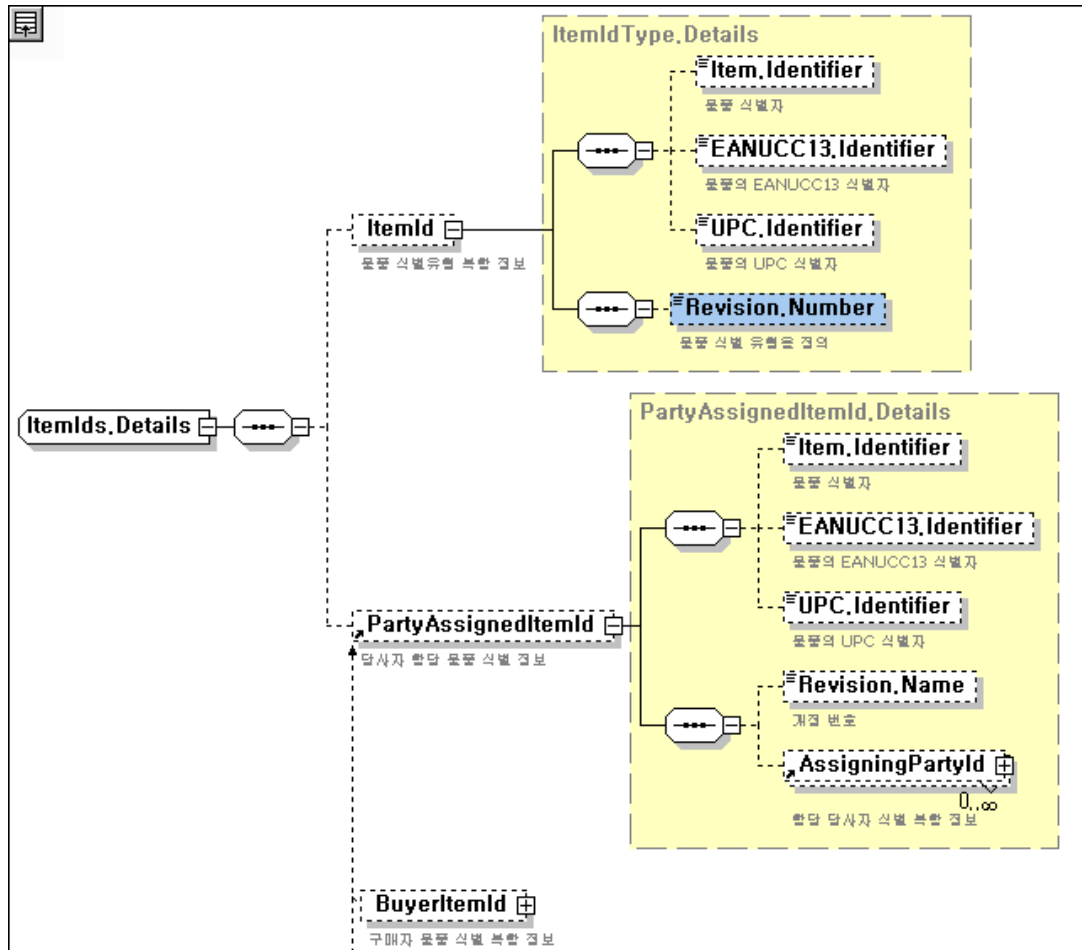 ItemIdType.Details
Item.Identifier
물품 식별자
EANUCC13.Identifier
물품의 EANUCC13 식별자
UPC.Identifier
물품의 UPC 식별자
ItemId
물품 식별유형 복합 정보
Revision.Number
물품 식별 유형을 정의
ItemIds.Details
PartyAssignedItemId.Details
Item.Identifier
물품 식별자
EANUCC13.Identifier
물품의 EANUCC13 식별자
UPC.Identifier
물품의 UPC 식별자
PartyAssignedItemId
당사자 할당 물품 식별 정보
Revision.Name
개정 번호
AssigningPartyId
0..∞
할당 당사자 식별 복합 정보
BuyerItemId
구매자 물품 식별 복합 정보